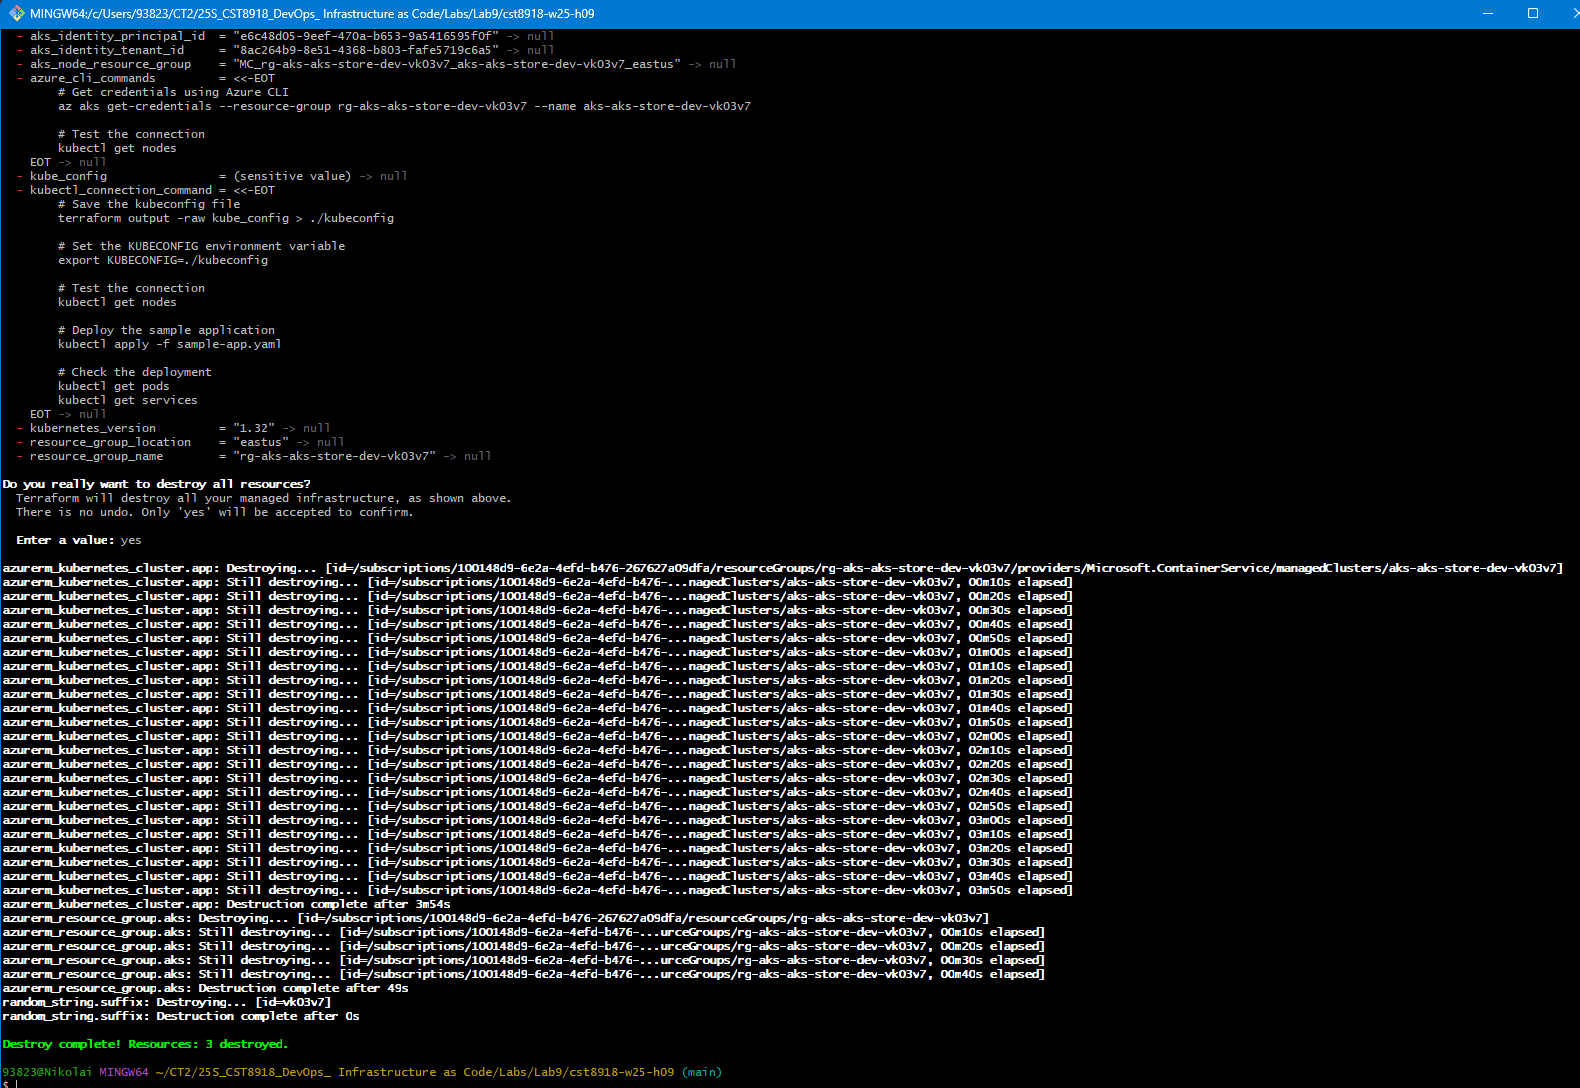 MINGW64:/c/Users/93823/CT2/25S_CST8918_DevOps_ Infrastructure as Code/Labs/Lab9/cst8918-w25-h09
- aks_identity_principal_id  = "e6c48d05-9eef-470a-b653-9a5416595f0f" -> null
- aks_identity_tenant_id     = "8ac264b9-8e51-4368-b803-fafe5719c6a5" -> null
- aks_node_resource_group    = "MC_rg-aks-aks-store-dev-vk03v7_aks-aks-store-dev-vk03v7_eastus" -> null
- azure_cli_commands         = <<-EOT
# Get credentials using Azure CLI
az aks get-credentials --resource-group rg-aks-aks-store-dev-vk03v7 --name aks-aks-store-dev-vk03v7
# Test the connection
kubectl get nodes
EOT -> null
- kube_config                = (sensitive value) -> null
- kubectl_connection_command = <<-EOT
# Save the kubeconfig file
terraform output -raw kube_config > ./kubeconfig
# Set the KUBECONFIG environment variable
export KUBECONFIG=./kubeconfig
# Test the connection
kubectl get nodes
# Deploy the sample application
kubectl apply -f sample-app.yaml
# Check the deployment
kubectl get pods
kubectl get services
EOT -> null
- kubernetes_version         = "1.32" -> null
- resource_group_location    = "eastus" -> null
- resource_group_name        = "rg-aks-aks-store-dev-vk03v7" -> null
Do you really want to destroy all resources?
Terraform will destroy all your managed infrastructure, as shown above.
There is no undo. Only 'yes' will be accepted to confirm.
Enter a value: yes
azurerm_kubernetes_cluster.app: Destroying... [id=/subscriptions/100148d9-6e2a-4efd-b476-267627a09dfa/resourceGroups/rg-aks-aks-store-dev-vk03v7/providers/Microsoft.ContainerService/managedClusters/aks-aks-store-dev-vk03v7]
azurerm_kubernetes_cluster.app: Still destroying... [id=/subscriptions/100148d9-6e2a-4efd-b476-...nagedClusters/aks-aks-store-dev-vk03v7, 00m10s elapsed]
azurerm_kubernetes_cluster.app: Still destroying... [id=/subscriptions/100148d9-6e2a-4efd-b476-...nagedClusters/aks-aks-store-dev-vk03v7, 00m20s elapsed]
azurerm_kubernetes_cluster.app: Still destroying... [id=/subscriptions/100148d9-6e2a-4efd-b476-...nagedClusters/aks-aks-store-dev-vk03v7, 00m30s elapsed]
azurerm_kubernetes_cluster.app: Still destroying... [id=/subscriptions/100148d9-6e2a-4efd-b476-...nagedClusters/aks-aks-store-dev-vk03v7, 00m40s elapsed]
azurerm_kubernetes_cluster.app: Still destroying... [id=/subscriptions/100148d9-6e2a-4efd-b476-...nagedClusters/aks-aks-store-dev-vk03v7, 00m50s elapsed]
azurerm_kubernetes_cluster.app: Still destroying... [id=/subscriptions/100148d9-6e2a-4efd-b476-...nagedClusters/aks-aks-store-dev-vk03v7, 01m00s elapsed]
azurerm_kubernetes_cluster.app: Still destroying... [id=/subscriptions/100148d9-6e2a-4efd-b476-...nagedClusters/aks-aks-store-dev-vk03v7, 01m10s elapsed]
azurerm_kubernetes_cluster.app: Still destroying... [id=/subscriptions/100148d9-6e2a-4efd-b476-...nagedClusters/aks-aks-store-dev-vk03v7, 01m20s elapsed]
azurerm_kubernetes_cluster.app: Still destroying... [id=/subscriptions/100148d9-6e2a-4efd-b476-...nagedClusters/aks-aks-store-dev-vk03v7, 01m30s elapsed]
azurerm_kubernetes_cluster.app: Still destroying... [id=/subscriptions/100148d9-6e2a-4efd-b476-...nagedClusters/aks-aks-store-dev-vk03v7, 01m40s elapsed]
azurerm_kubernetes_cluster.app: Still destroying... [id=/subscriptions/100148d9-6e2a-4efd-b476-...nagedClusters/aks-aks-store-dev-vk03v7, 01m50s elapsed]
azurerm_kubernetes_cluster.app: Still destroying... [id=/subscriptions/100148d9-6e2a-4efd-b476-...nagedClusters/aks-aks-store-dev-vk03v7, 02m00s elapsed]
azurerm_kubernetes_cluster.app: Still destroying... [id=/subscriptions/100148d9-6e2a-4efd-b476-...nagedClusters/aks-aks-store-dev-vk03v7, 02m10s elapsed]
azurerm_kubernetes_cluster.app: Still destroying... [id=/subscriptions/100148d9-6e2a-4efd-b476-...nagedClusters/aks-aks-store-dev-vk03v7, 02m20s elapsed]
azurerm_kubernetes_cluster.app: Still destroying... [id=/subscriptions/100148d9-6e2a-4efd-b476-...nagedClusters/aks-aks-store-dev-vk03v7, 02m30s elapsed]
azurerm_kubernetes_cluster.app: Still destroying... [id=/subscriptions/100148d9-6e2a-4efd-b476-...nagedClusters/aks-aks-store-dev-vk03v7, 02m40s elapsed]
azurerm_kubernetes_cluster.app: Still destroying... [id=/subscriptions/100148d9-6e2a-4efd-b476-...nagedClusters/aks-aks-store-dev-vk03v7, 02m50s elapsed]
azurerm_kubernetes_cluster.app: Still destroying... [id=/subscriptions/100148d9-6e2a-4efd-b476-...nagedClusters/aks-aks-store-dev-vk03v7, 03m00s elapsed]
azurerm_kubernetes_cluster.app: Still destroying... [id=/subscriptions/100148d9-6e2a-4efd-b476-...nagedClusters/aks-aks-store-dev-vk03v7, 03m10s elapsed]
azurerm_kubernetes_cluster.app: Still destroying... [id=/subscriptions/100148d9-6e2a-4efd-b476-...nagedClusters/aks-aks-store-dev-vk03v7, 03m20s elapsed]
azurerm_kubernetes_cluster.app: Still destroying... [id=/subscriptions/100148d9-6e2a-4efd-b476-...nagedClusters/aks-aks-store-dev-vk03v7, 03m30s elapsed]
azurerm_kubernetes_cluster.app: Still destroying... [id=/subscriptions/100148d9-6e2a-4efd-b476-...nagedClusters/aks-aks-store-dev-vk03v7, 03m40s elapsed]
azurerm_kubernetes_cluster.app: Still destroying... [id=/subscriptions/100148d9-6e2a-4efd-b476-...nagedClusters/aks-aks-store-dev-vk03v7, 03m50s elapsed]
azurerm_kubernetes_cluster.app: Destruction complete after 3m54s
azurerm_resource_group.aks: Destroying... [id=/subscriptions/100148d9-6e2a-4efd-b476-267627a09dfa/resourceGroups/rg-aks-aks-store-dev-vk03v7]
azurerm_resource_group.aks: Still destroying... [id=/subscriptions/100148d9-6e2a-4efd-b476-...urceGroups/rg-aks-aks-store-dev-vk03v7, 00m10s elapsed]
azurerm_resource_group.aks: Still destroying... [id=/subscriptions/100148d9-6e2a-4efd-b476-...urceGroups/rg-aks-aks-store-dev-vk03v7, 00m20s elapsed]
azurerm_resource_group.aks: Still destroying... [id=/subscriptions/100148d9-6e2a-4efd-b476-...urceGroups/rg-aks-aks-store-dev-vk03v7, 00m30s elapsed]
azurerm_resource_group.aks: Still destroying... [id=/subscriptions/100148d9-6e2a-4efd-b476-...urceGroups/rg-aks-aks-store-dev-vk03v7, 00m40s elapsed]
azurerm_resource_group.aks: Destruction complete after 49s
random_string.suffix: Destroying... [id=vk03v7]
random_string.suffix: Destruction complete after 0s
Destroy complete! Resources: 3 destroyed.
93823@Nikolai MINGW64 ~/CT2/25S_CST8918_DevOps_ Infrastructure as Code/Labs/Lab9/cst8918-w25-h09 (main)
$